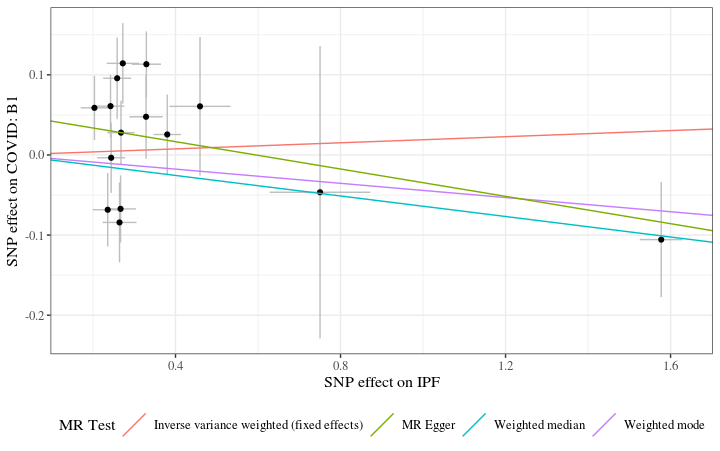 0.1
0.0
-0.1
-0.2
SNP effect on COVID: B1
0.4
0.8
1.2
1.6
SNP effect on IPF
MR Test
Inverse variance weighted (fixed effects)
MR Egger
Weighted median
Weighted mode